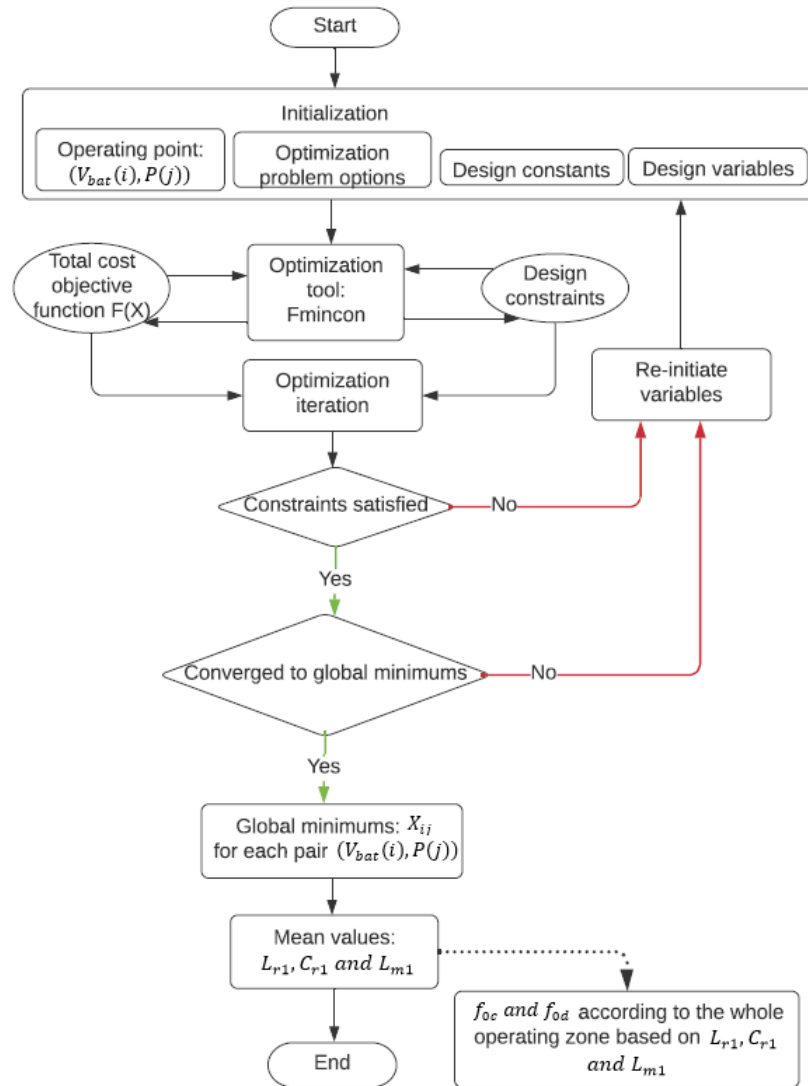 Start
Initialization
Operating point:
(V_bat(i), P(j))
Optimization
problem options
Design constants
Design variables
Total cost
objective
function F(X)
Optimization
tool:
Fmincon
Design
constraints
Optimization
iteration
Re-initiate
variables
Constraints satisfied
No
Yes
Converged to global minimums
No
Yes
Global minimums: X_ij
for each pair (V_bat(i), P(j))
Mean values:
L_r1, C_r1 and L_m1
f_0c and f_0d according to the whole
operating zone based on L_r1, C_r1
and L_m1
End